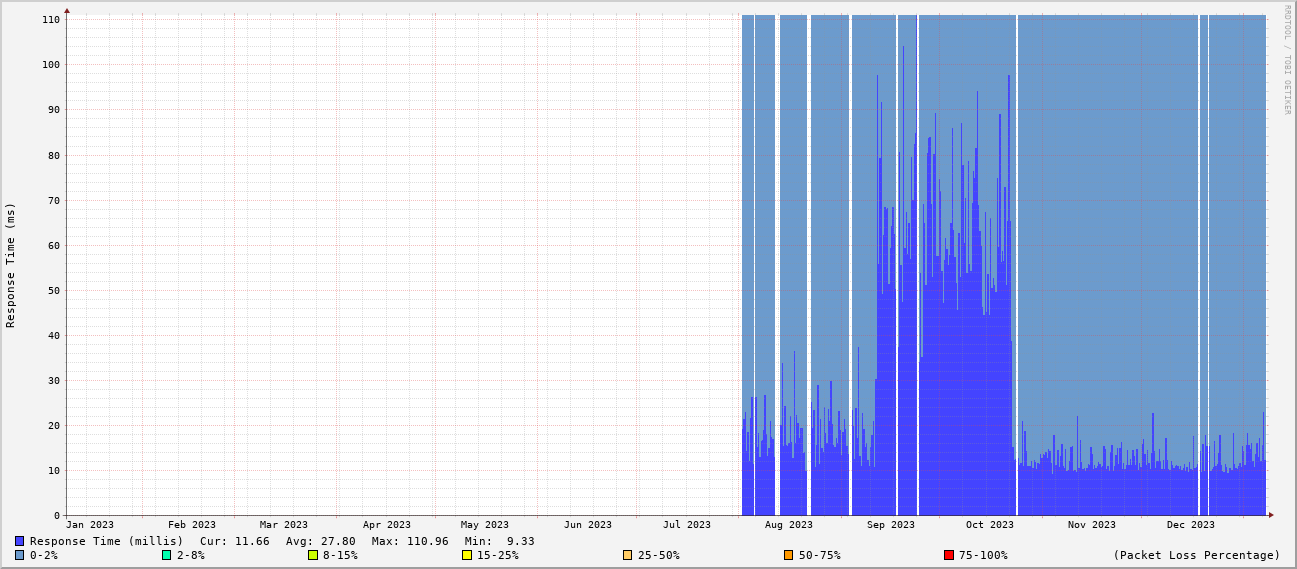 RRDTOOL / TOBI OETIKER
Response Time (ms)
110
100
90
80
70
60
50
40
30
20
10
0
Jan 2023 Feb 2023 Mar 2023 Apr 2023 May 2023 Jun 2023 Jul 2023 Aug 2023 Sep 2023 Oct 2023 Nov 2023 Dec 2023
Response Time (millis) Cur: 11.66 Avg: 27.80 Max: 110.96 Min: 9.33
0-2% 2-8% 8-15% 15-25% 25-50% 50-75% 75-100% (Packet Loss Percentage)